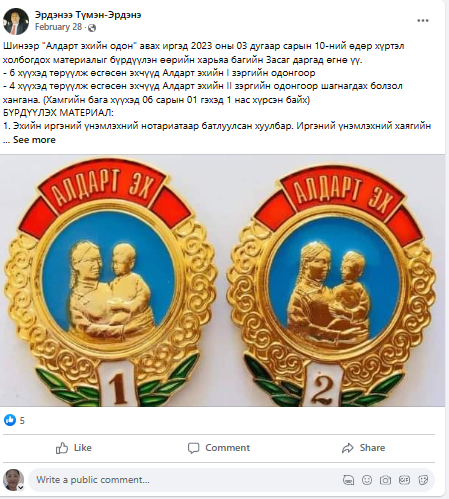 Эрдэнээ Түмэн-Эрдэнэ
February 28 ·
Шинээр "Алдарт эхийн одон" авах иргэд 2023 оны 03 дугаар сарын 10-ний өдөр хүртэл
холбогдох материалыг бүрдүүлэн өөрийн харьяа багийн Засаг даргад өгнө үү.
- 6 хүүхэд төрүүлж өсгөсөн эхчүүд Алдарт эхийн I зэргийн одонгоор
- 4 хүүхэд төрүүлж өсгөсөн эхчүүд Алдарт эхийн II зэргийн одонгоор шагнагдах болзол
хангана. (Хамгийн бага хүүхэд 06 сарын 01 гэхэд 1 нас хүрсэн байх)
БҮРДҮҮЛЭХ МАТЕРИАЛ:
1. Эхийн иргэний үнэмлэхний нотариатаар батлуулсан хуулбар. Иргэний үнэмлэхний хаягийн
... See more
АЛДАРТ ЭХ
1
АЛДАРТ ЭХ
2
5
Like
Comment
Share
Write a public comment...